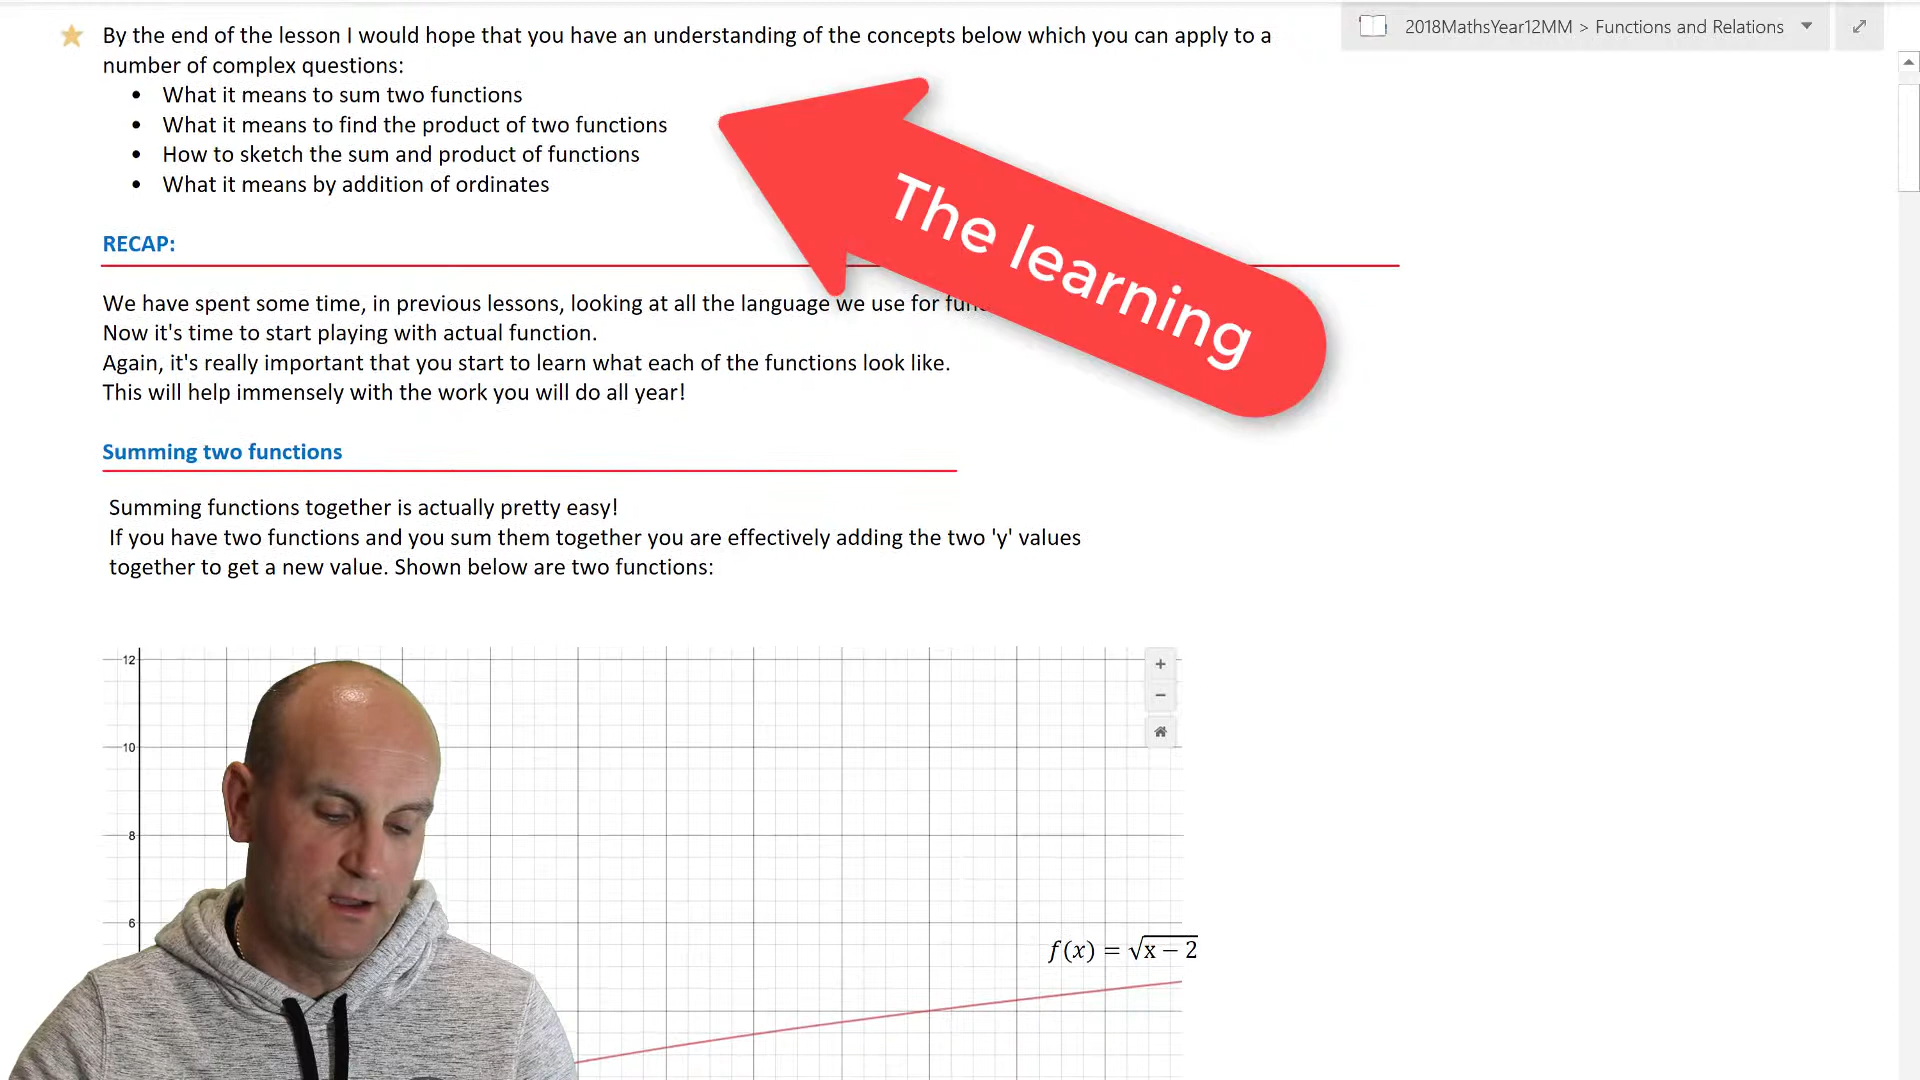 By the end of the lesson I would hope that you have an understanding of the concepts below which you can apply to a
number of complex questions:
• What it means to sum two functions
• What it means to find the product of two functions
• How to sketch the sum and product of functions
• What it means by addition of ordinates
2018MathsYear12MM > Functions and Relations
The learning
RECAP:
We have spent some time, in previous lessons, looking at all the language we use for
Now it's time to start playing with actual function.
Again, it's really important that you start to learn what each of the functions look like.
This will help immensely with the work you will do all year!
Summing two functions
Summing functions together is actually pretty easy!
If you have two functions and you sum them together you are effectively adding the two 'y' values
together to get a new value. Shown below are two functions:
12
10
8
6
+
−
f(x) = √x − 2